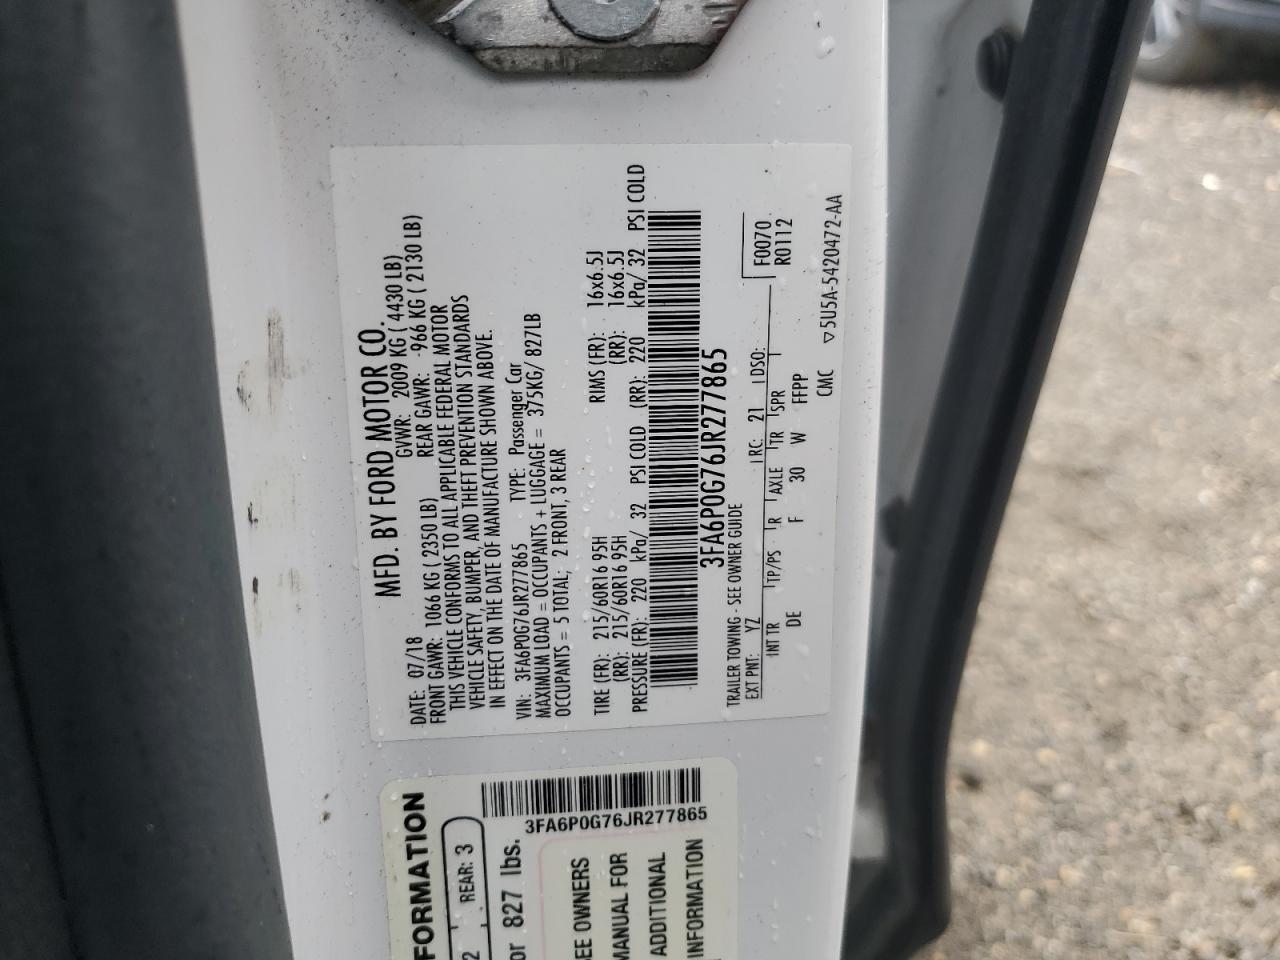 MFD. BY FORD MOTOR CO.
DATE: 07/18 GVWR: 2009 KG ( 4430 LB)
FRONT GAWR: 1066 KG ( 2350 LB) REAR GAWR: 966 KG ( 2130 LB)
THIS VEHICLE CONFORMS TO ALL APPLICABLE FEDERAL MOTOR
VEHICLE SAFETY, BUMPER, AND THEFT PREVENTION STANDARDS
IN EFFECT ON THE DATE OF MANUFACTURE SHOWN ABOVE.
VIN: 3FA6P0G76JR277865 TYPE: Passenger Car
MAXIMUM LOAD = OCCUPANTS + LUGGAGE = 375KG/ 827LB
OCCUPANTS = 5 TOTAL; 2 FRONT, 3 REAR
TIRE (FR): 215/60R16 95H RIMS (FR): 16x6.5J
(RR): 215/60R16 95H (RR): 16x6.5J
PRESSURE (FR): 220 kPa/ 32 PSI COLD (RR): 220 kPa/ 32 PSI COLD
3FA6P0G76JR277865
TRAILER TOWING - SEE OWNER GUIDE
EXT PNT: YZ RC: 21 DSO: F0070
R0112
INT TR TP/PS R AXLE TR SPR
DE F 30 W FFPP
CMC ▽5U5A-5420472-AA
FORMATION
2 REAR: 3
or 827 lbs.
3FA6P0G76JR277865
SEE OWNERS
MANUAL FOR
ADDITIONAL
INFORMATION